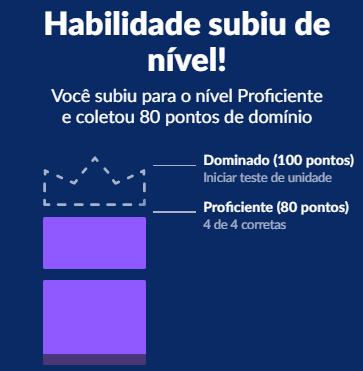 Habilidade subiu de
nível!
Você subiu para o nível Proficiente
e coletou 80 pontos de domínio
Dominado (100 pontos)
Iniciar teste de unidade
Proficiente (80 pontos)
4 de 4 corretas